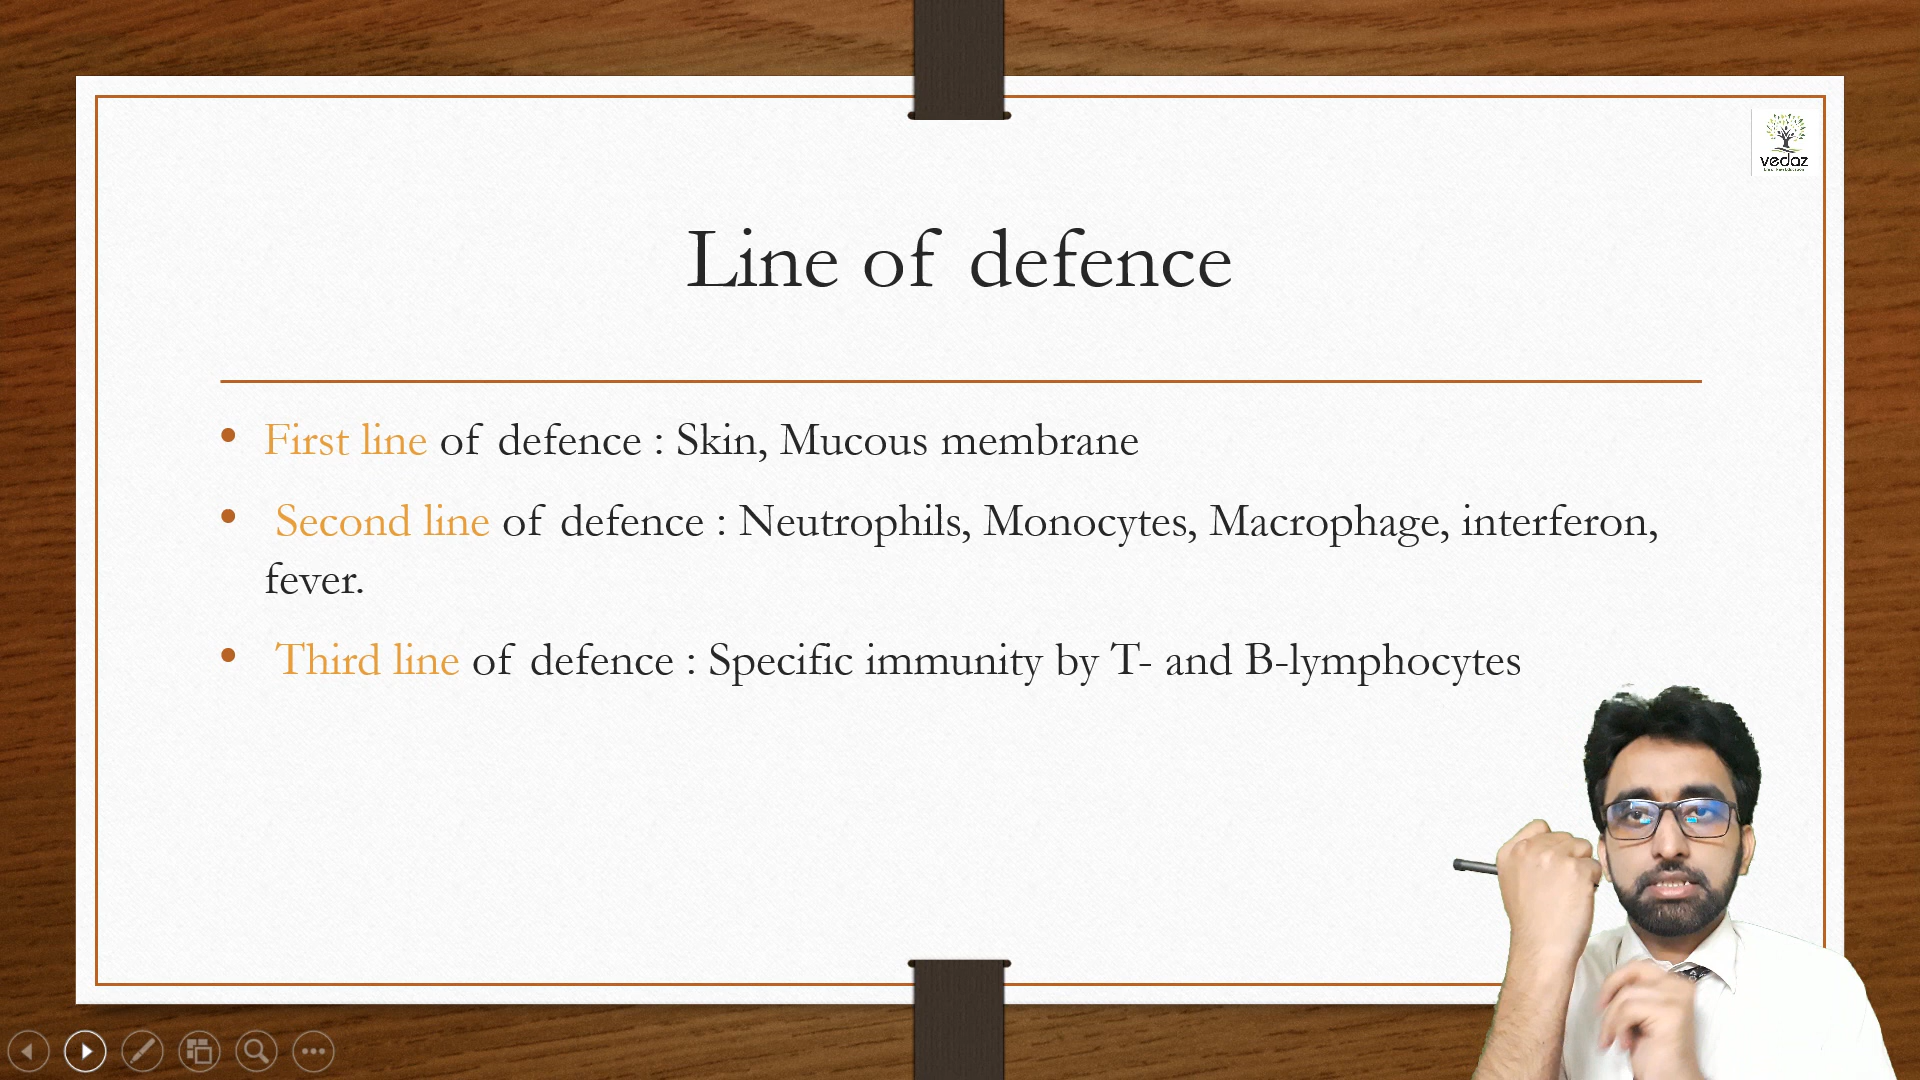 vedaz
Line of defence
• First line of defence : Skin, Mucous membrane
• Second line of defence : Neutrophils, Monocytes, Macrophage, interferon,
fever.
• Third line of defence : Specific immunity by T- and B-lymphocytes